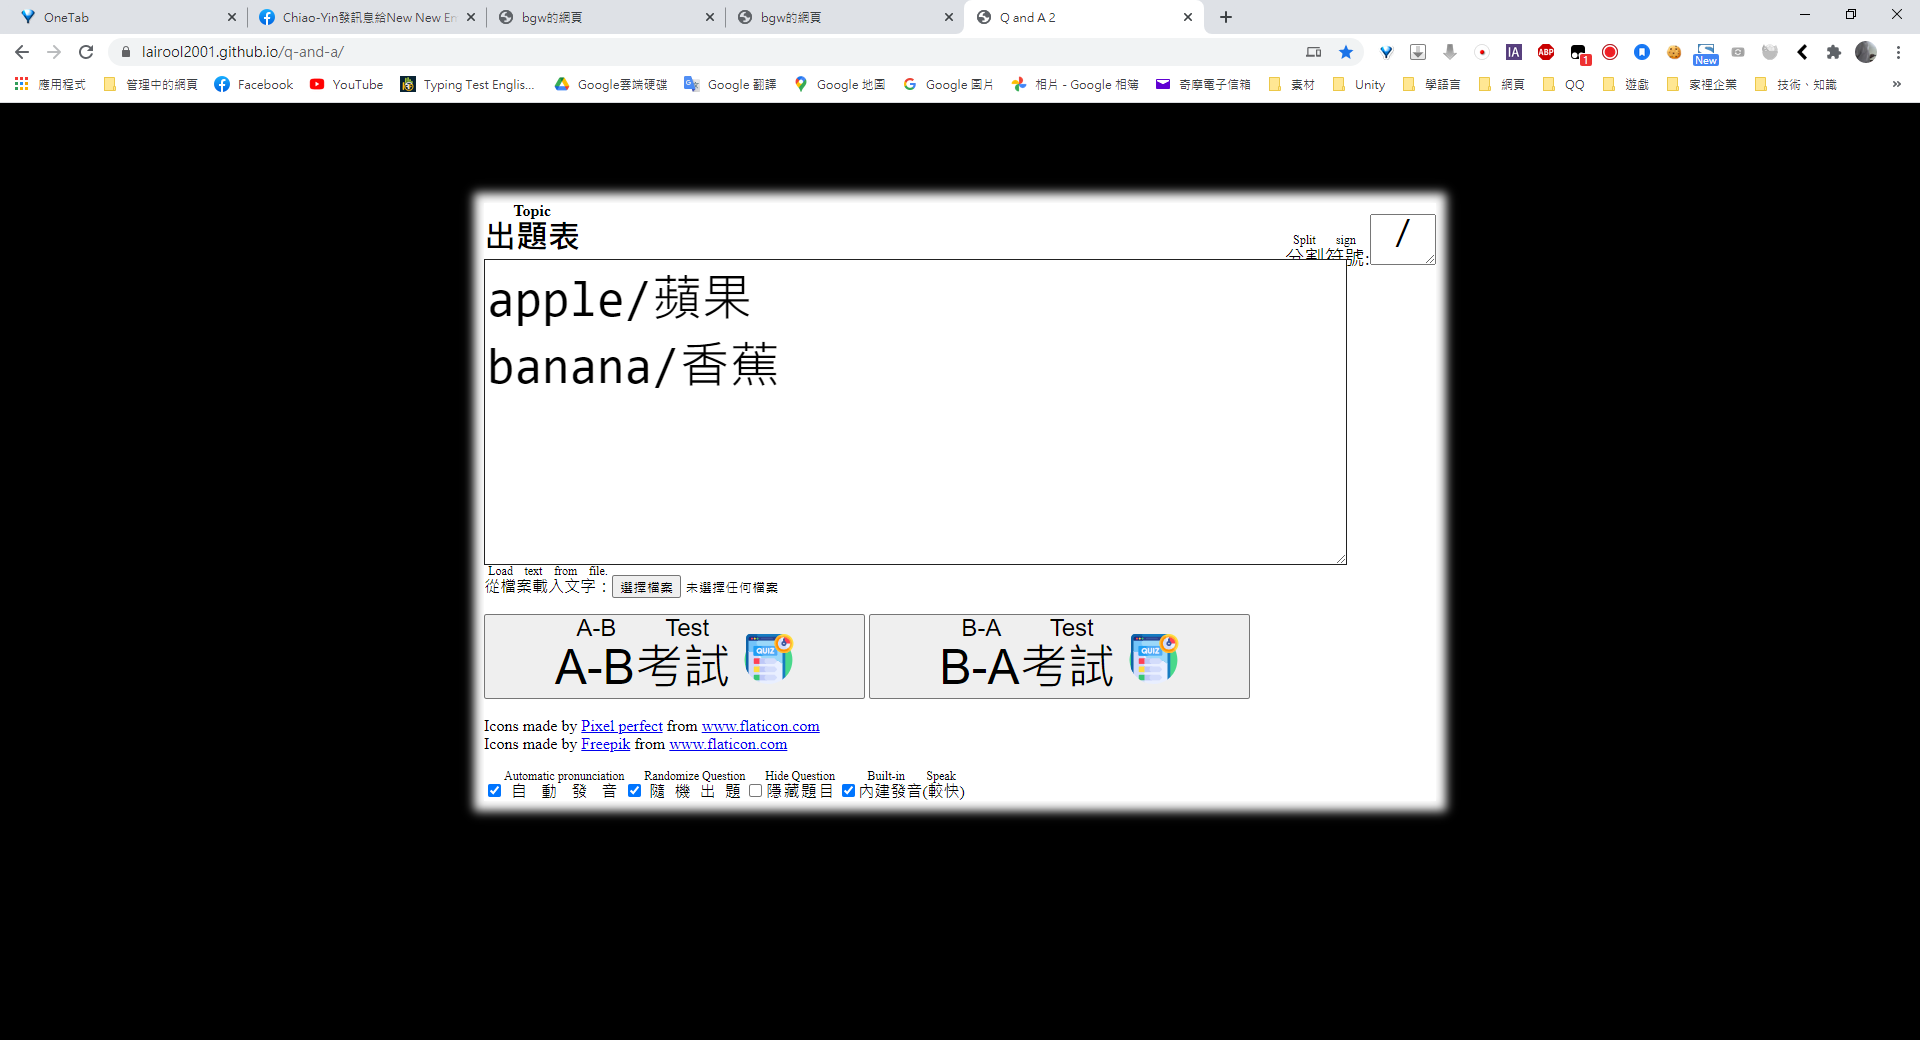 OneTab
Chiao-Yin發訊息給New New En
bgw的網頁
bgw的網頁
Q and A 2
lairool2001.github.io/q-and-a/
IA
ABP
1
New
應用程式
管理中的網頁
Facebook
YouTube
Typing Test Englis...
Google雲端硬碟
Google 翻譯
Google 地圖
Google 圖片
相片 - Google 相簿
奇摩電子信箱
素材
Unity
學語言
網頁
QQ
遊戲
家裡企業
技術、知識
»
Topic
出題表
Split sign
分割符號:
/
apple/蘋果
banana/香蕉
Load text from file.
從檔案載入文字：
選擇檔案 未選擇任何檔案
A-B Test
A-B考試
QUIZ
B-A Test
B-A考試
QUIZ
Icons made by Pixel perfect from www.flaticon.com
Icons made by Freepik from www.flaticon.com
Automatic pronunciation Randomize Question Hide Question Built-in Speak
自動發音 隨機出題 隱藏題目 內建發音(較快)